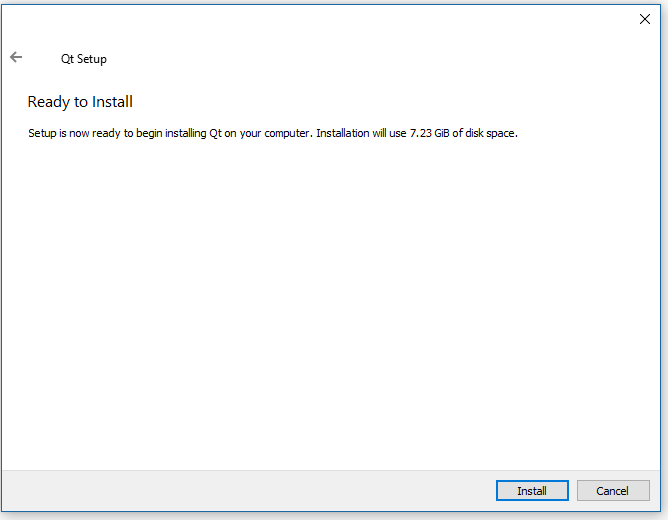 Qt Setup
Ready to Install
Setup is now ready to begin installing Qt on your computer. Installation will use 7.23 GiB of disk space.
Install
Cancel